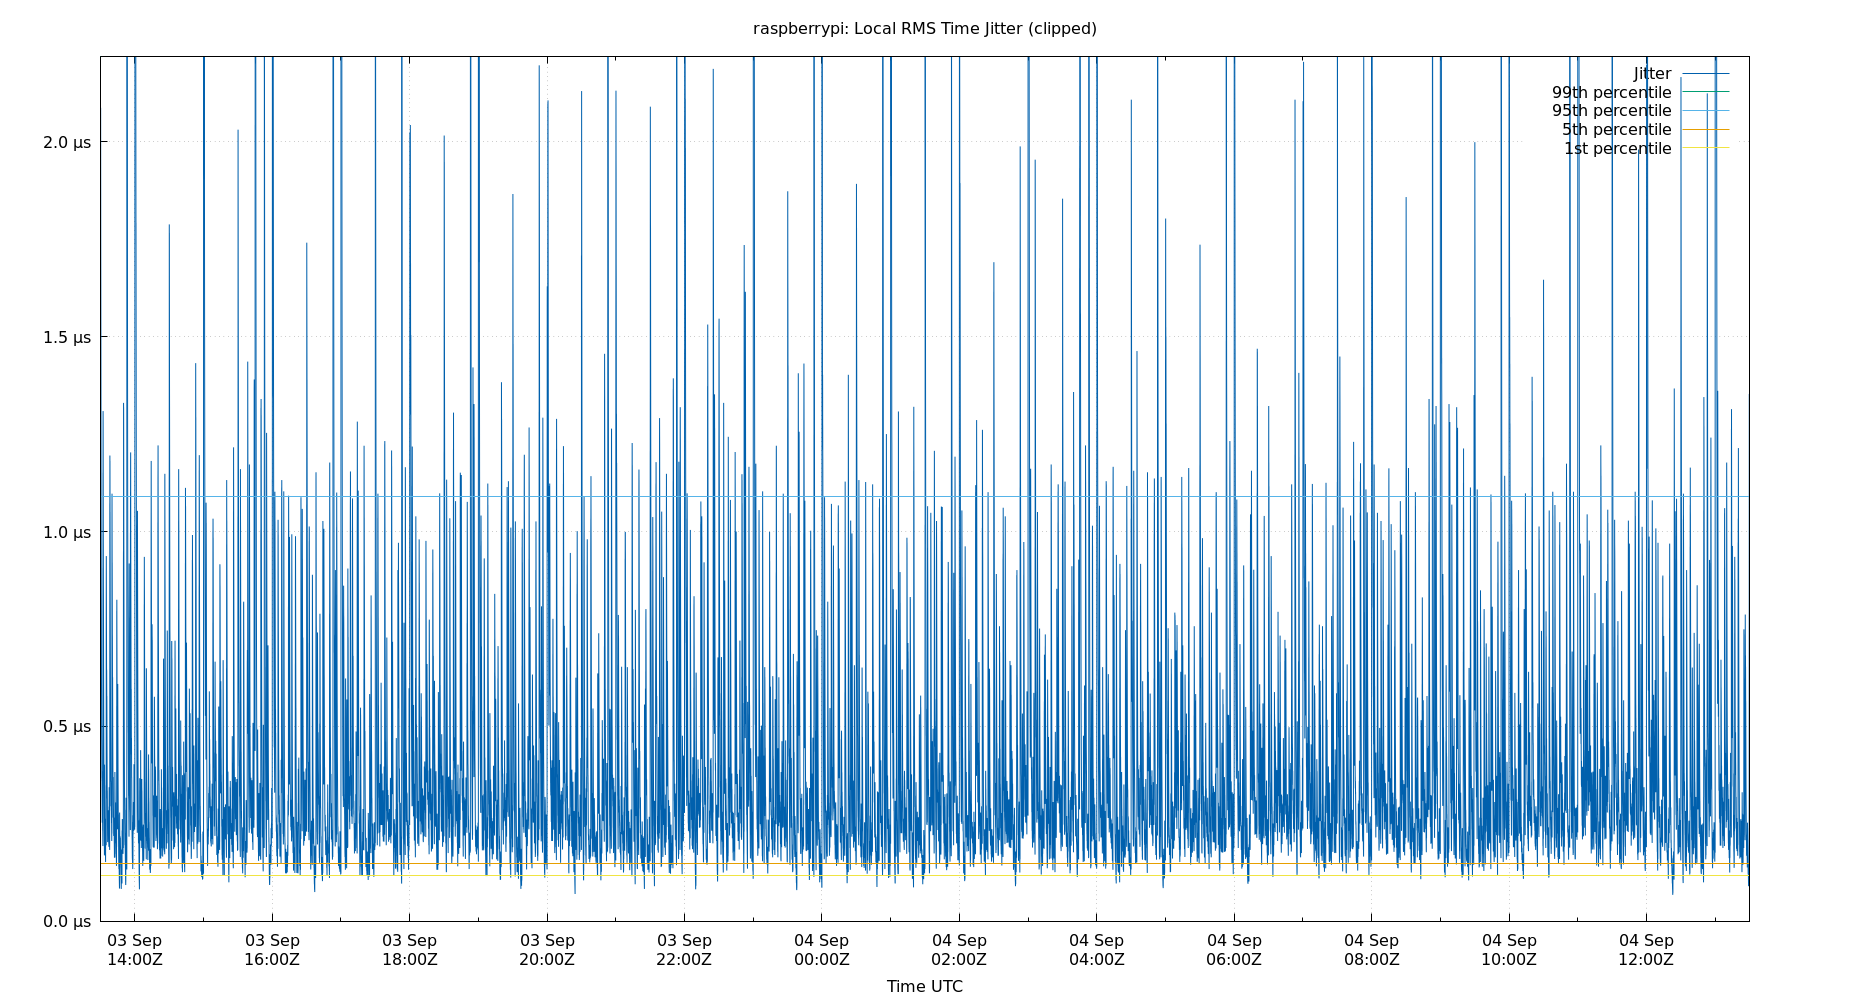 raspberrypi: Local RMS Time Jitter (clipped)
Jitter
99th percentile
95th percentile
5th percentile
1st percentile
2.0 μs
1.5 μs
1.0 μs
0.5 μs
0.0 μs
03 Sep 03 Sep 03 Sep 03 Sep 03 Sep 04 Sep 04 Sep 04 Sep 04 Sep 04 Sep 04 Sep 04 Sep
14:00Z 16:00Z 18:00Z 20:00Z 22:00Z 00:00Z 02:00Z 04:00Z 06:00Z 08:00Z 10:00Z 12:00Z
Time UTC